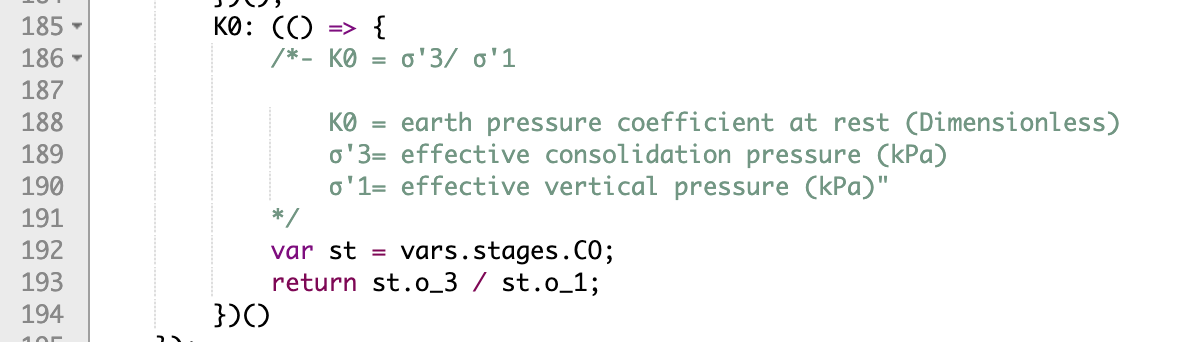 185 K0: (() => {
186 /*- K0 = σ'3/ σ'1
187
188 K0 = earth pressure coefficient at rest (Dimensionless)
189 σ'3= effective consolidation pressure (kPa)
190 σ'1= effective vertical pressure (kPa)"
191 */
192 var st = vars.stages.CO;
193 return st.o_3 / st.o_1;
194 })()